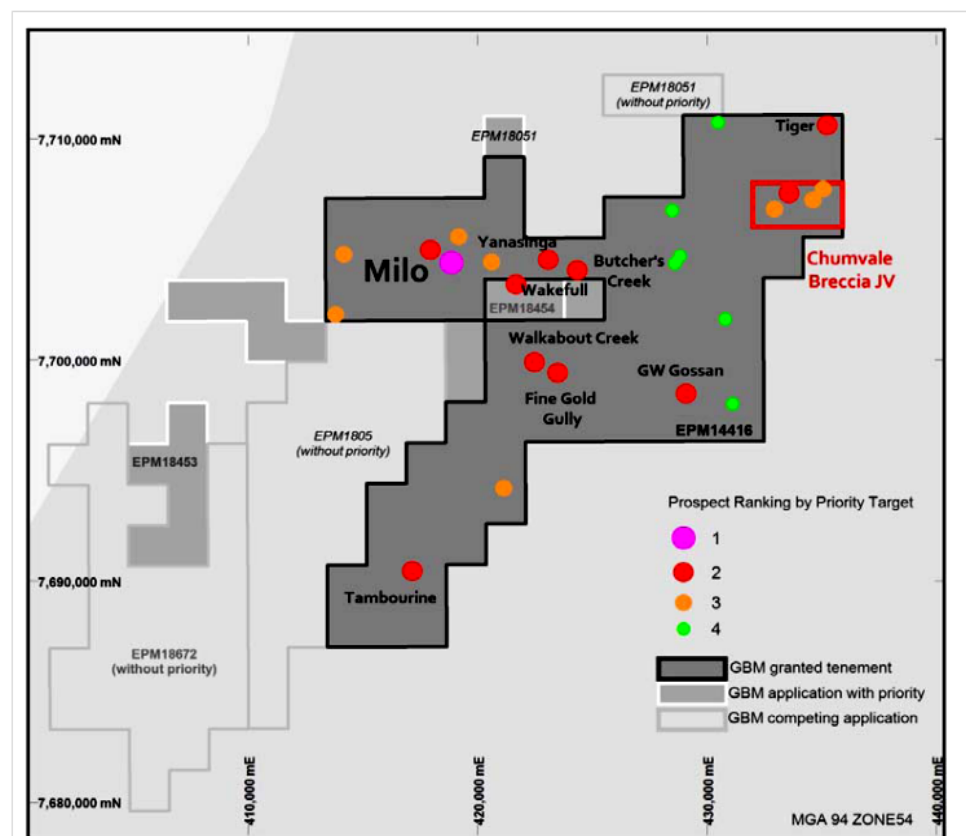 EPM18051
(without priority)
7,710,000 mN
Tiger
EPM18051
Yanasinga
Milo
Butcher's
Creek
Chumvale
Breccia JV
Wakefull
EPM18454
7,700,000 mN
Walkabout Creek
GW Gossan
Fine Gold
Gully
EPM14416
EPM1805
(without priority)
EPM18453
Prospect Ranking by Priority Target
1
2
3
4
7,690,000 mN
Tambourine
EPM18672
(without priority)
GBM granted tenement
GBM application with priority
GBM competing application
7,680,000 mN
410,000 mE
420,000 mE
430,000 mE
440,000 mE
MGA 94 ZONE54